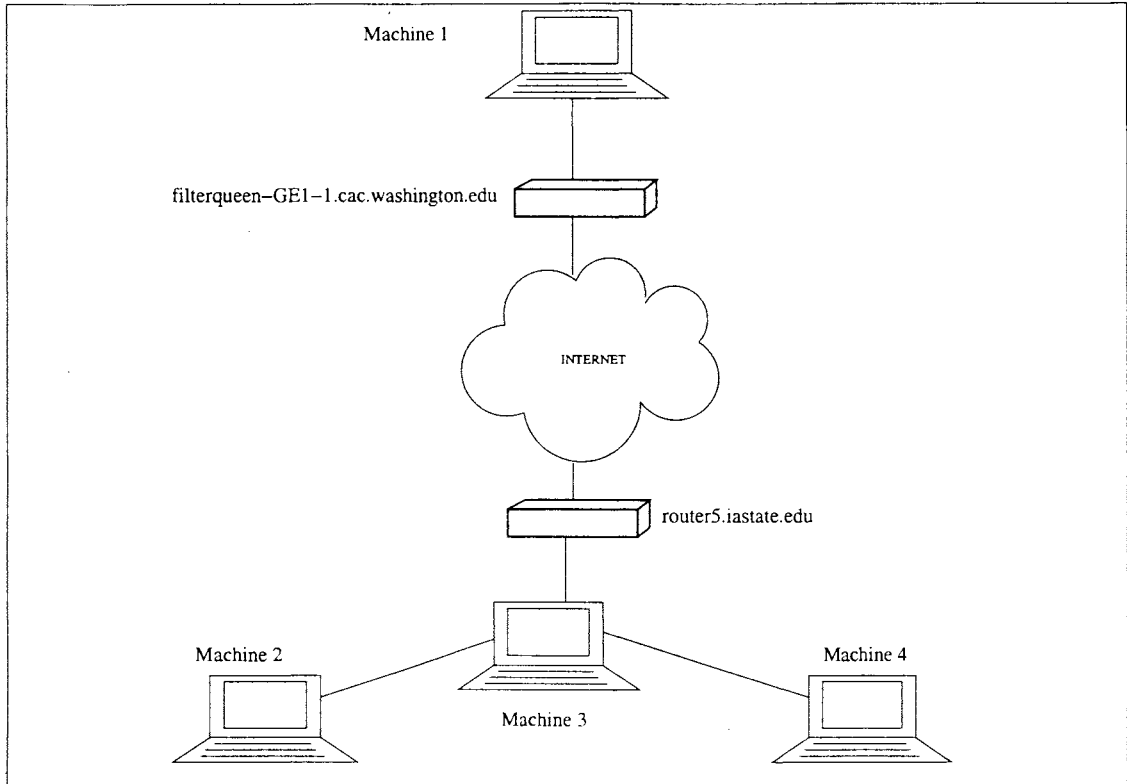 Machine 1
filterqueen–GE1–1.cac.washington.edu
INTERNET
router5.iastate.edu
Machine 2
Machine 4
Machine 3